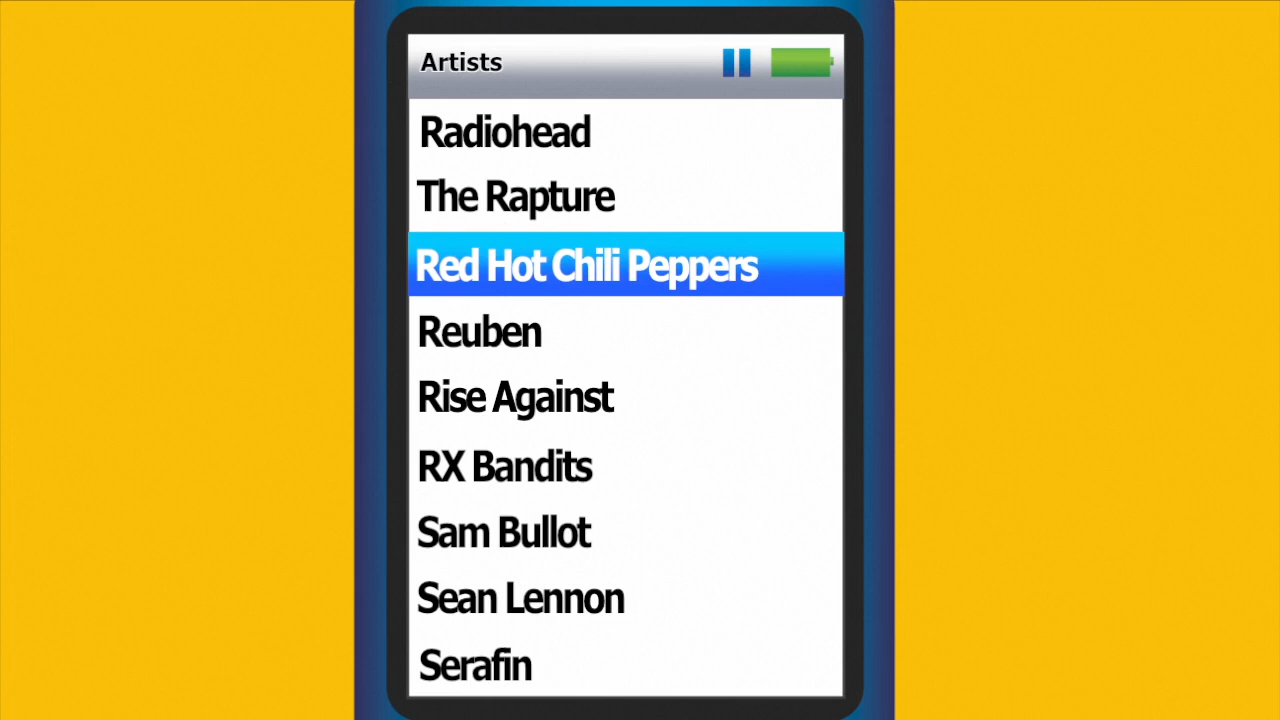 Artists
Radiohead
The Rapture
Red Hot Chili Peppers
Reuben
Rise Against
RX Bandits
Sam Bullot
Sean Lennon
Serafin